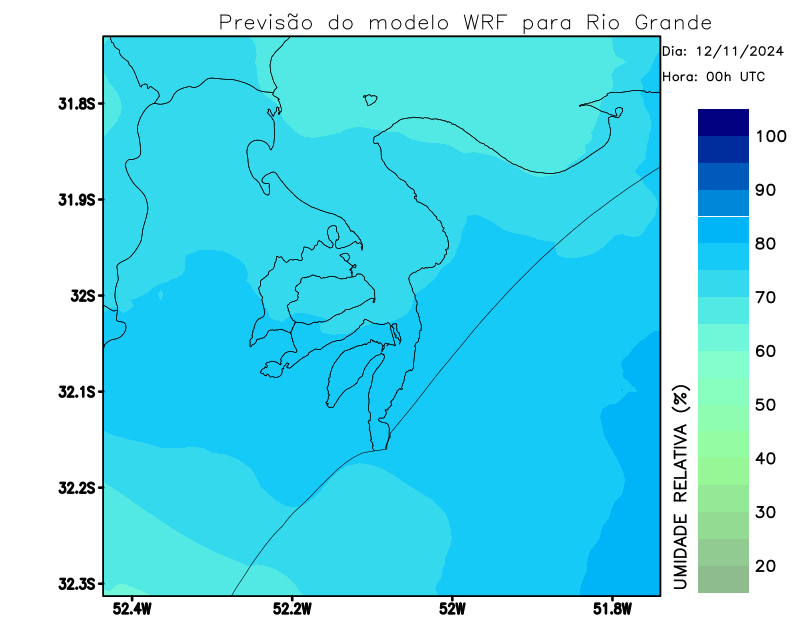 Previsão do modelo WRF para Rio Grande
Dia: 12/11/2024
Hora: 00h UTC
31.8S
31.9S
32S
32.1S
32.2S
32.3S
52.4W
52.2W
52W
51.8W
100
90
80
70
60
50
40
30
20
UMIDADE RELATIVA (%)